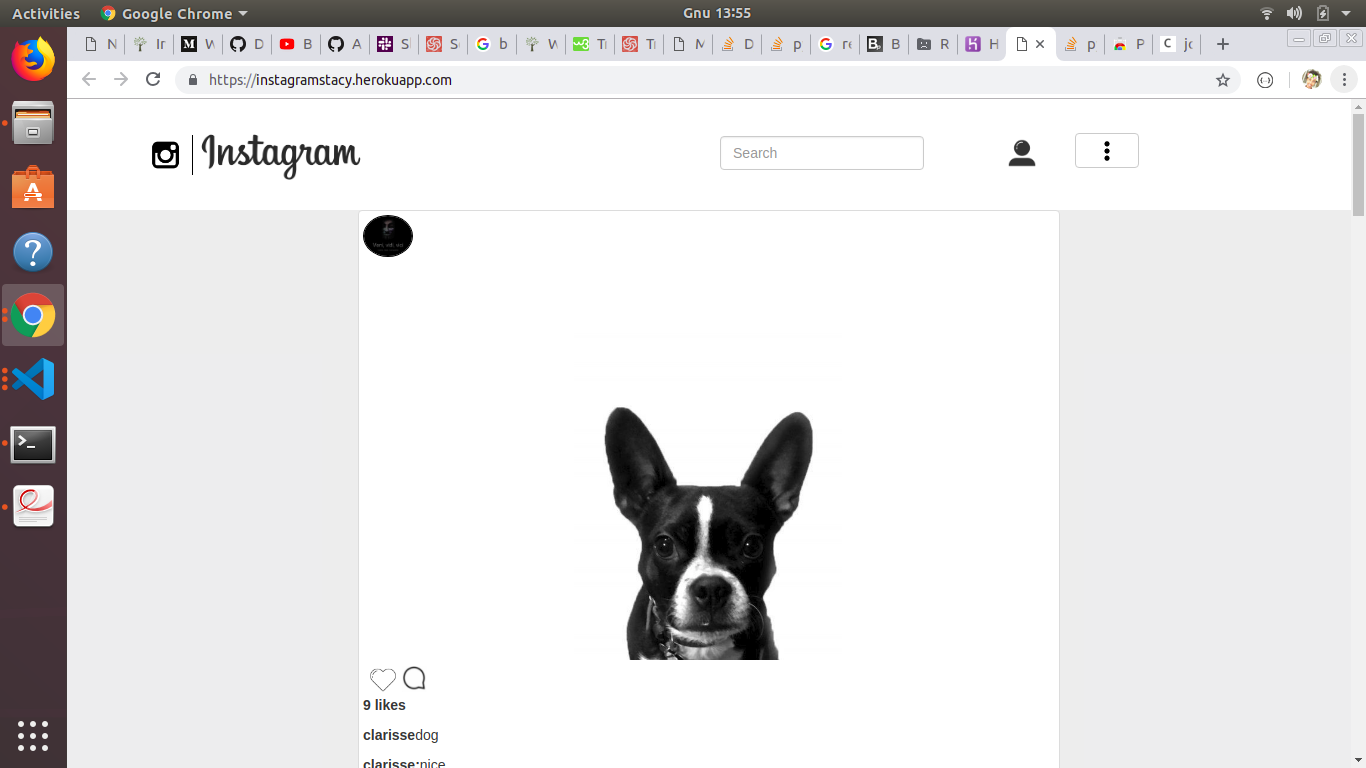 Activities Google Chrome Gnu 13:55
N Ir W D B A S S b W Ti Ti M D p re B R H p P jc
https://instagramstacy.herokuapp.com
Instagram Search
9 likes
clarissedog
clarisse:nice